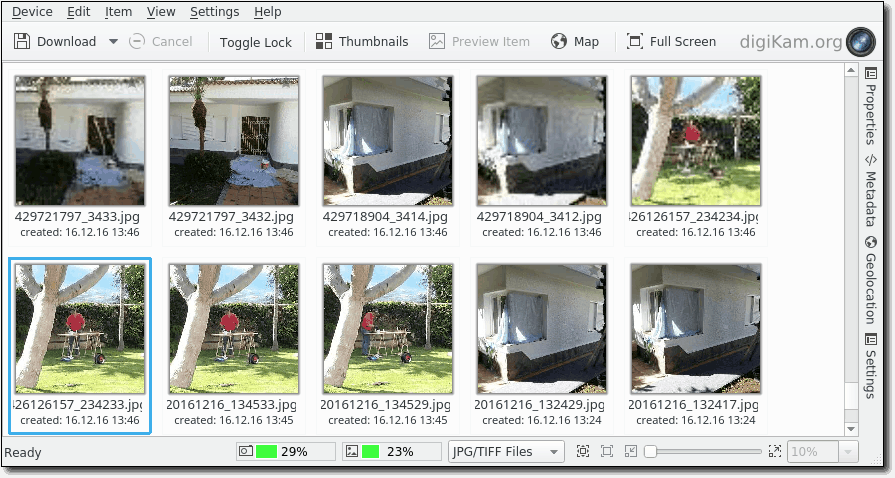 Device Edit Item View Settings Help
Download Cancel Toggle Lock Thumbnails Preview Item Map Full Screen digiKam.org
429721797_3433.jpg 429721797_3432.jpg 429718904_3414.jpg 429718904_3412.jpg 426126157_234234.jpg
created: 16.12.16 13:46 created: 16.12.16 13:46 created: 16.12.16 13:46 created: 16.12.16 13:46 created: 16.12.16 13:46
426126157_234233.jpg 20161216_134533.jpg 20161216_134529.jpg 20161216_132429.jpg 20161216_132417.jpg
created: 16.12.16 13:46 created: 16.12.16 13:45 created: 16.12.16 13:45 created: 16.12.16 13:24 created: 16.12.16 13:24
Properties
Metadata
Geolocation
Settings
Ready 29% 23% JPG/TIFF Files 10%